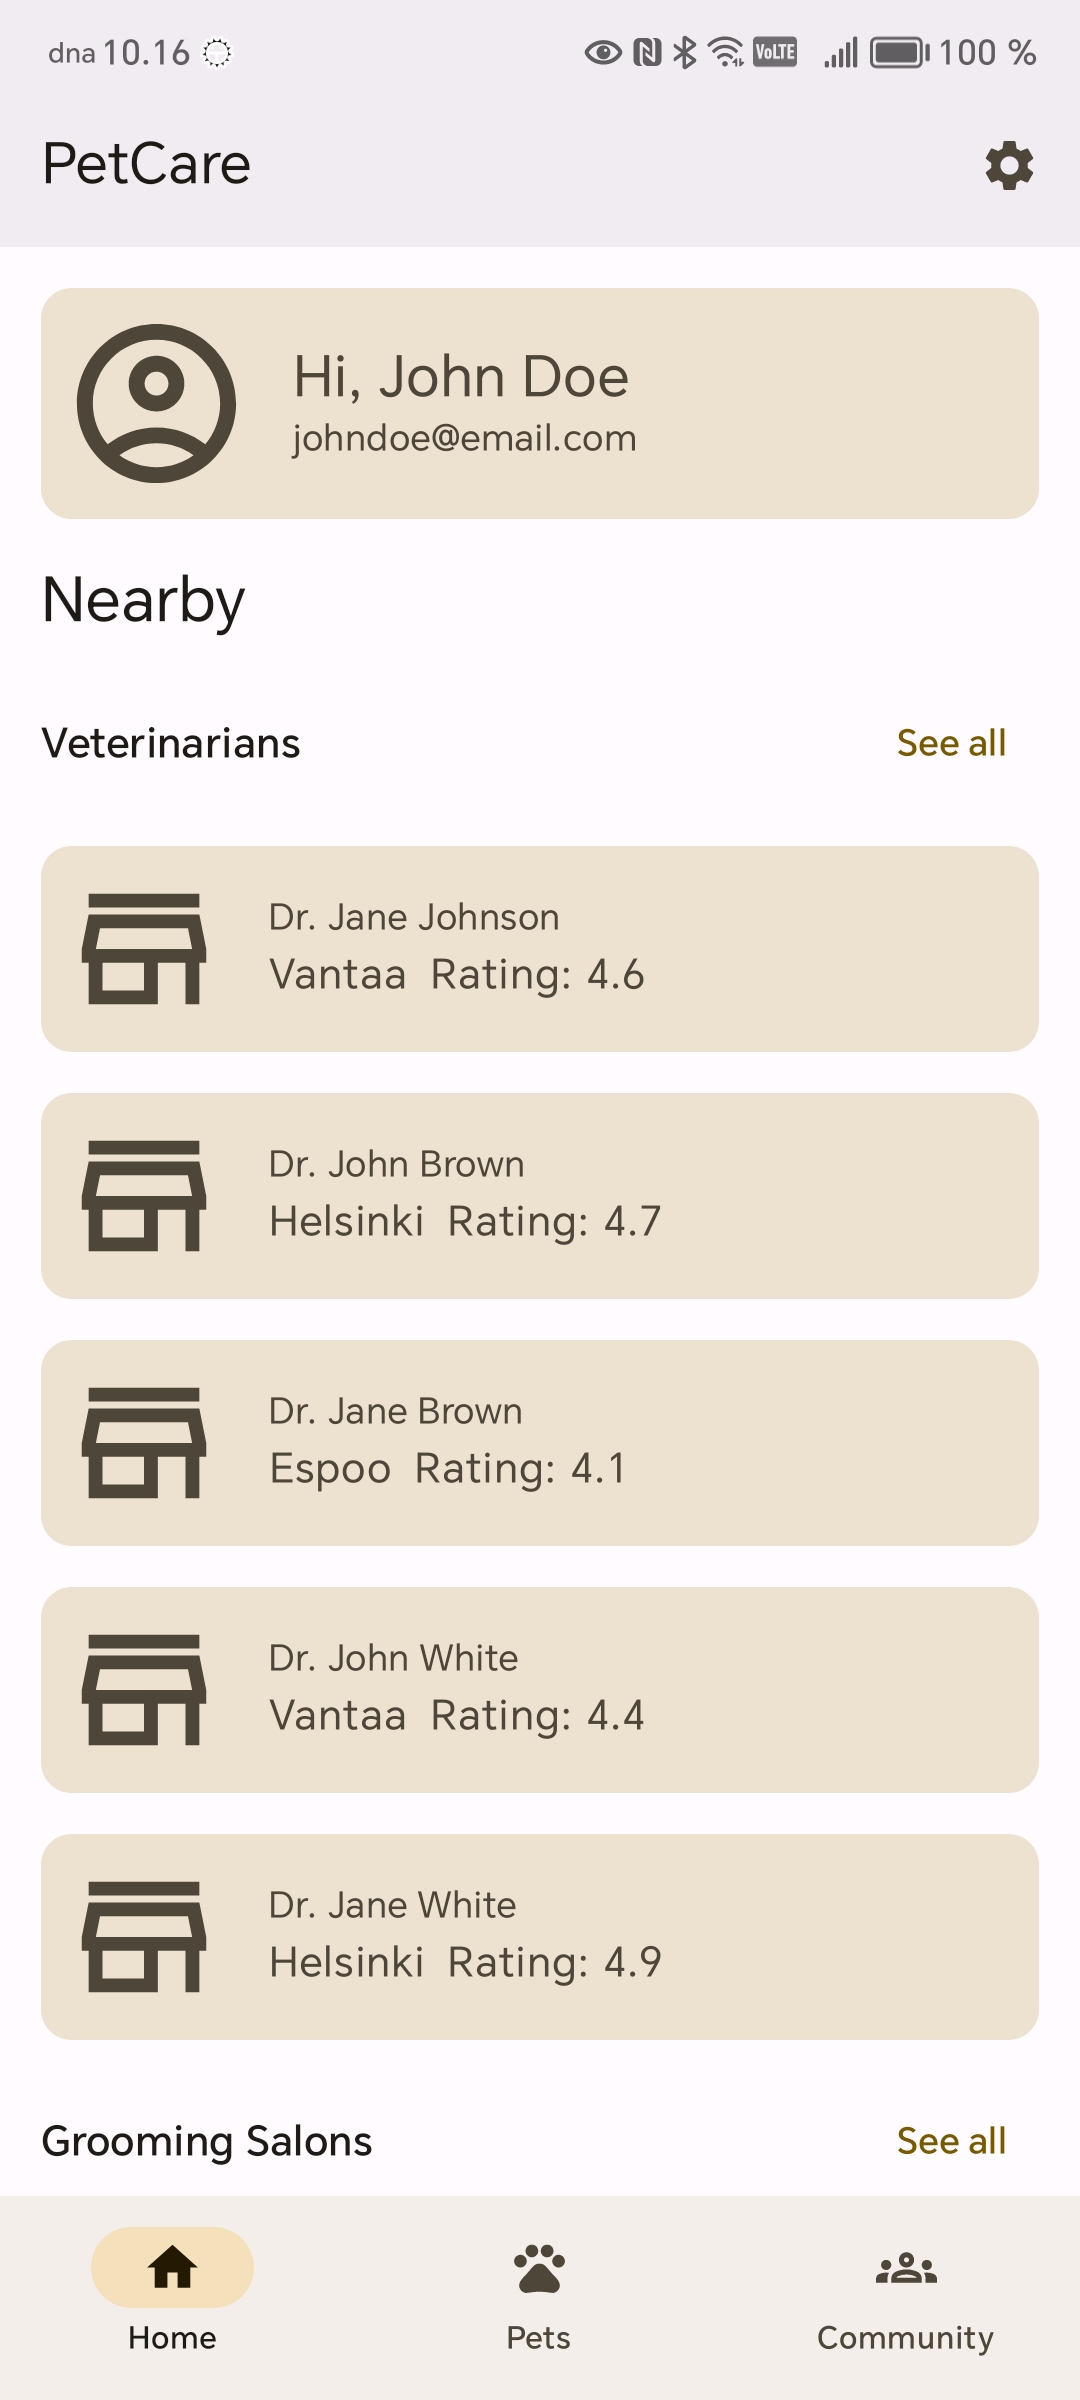 dna 10.16 VoLTE 100 %
PetCare
Hi, John Doe
johndoe@email.com
Nearby
Veterinarians See all
Dr. Jane Johnson
Vantaa Rating: 4.6
Dr. John Brown
Helsinki Rating: 4.7
Dr. Jane Brown
Espoo Rating: 4.1
Dr. John White
Vantaa Rating: 4.4
Dr. Jane White
Helsinki Rating: 4.9
Grooming Salons See all
Home Pets Community